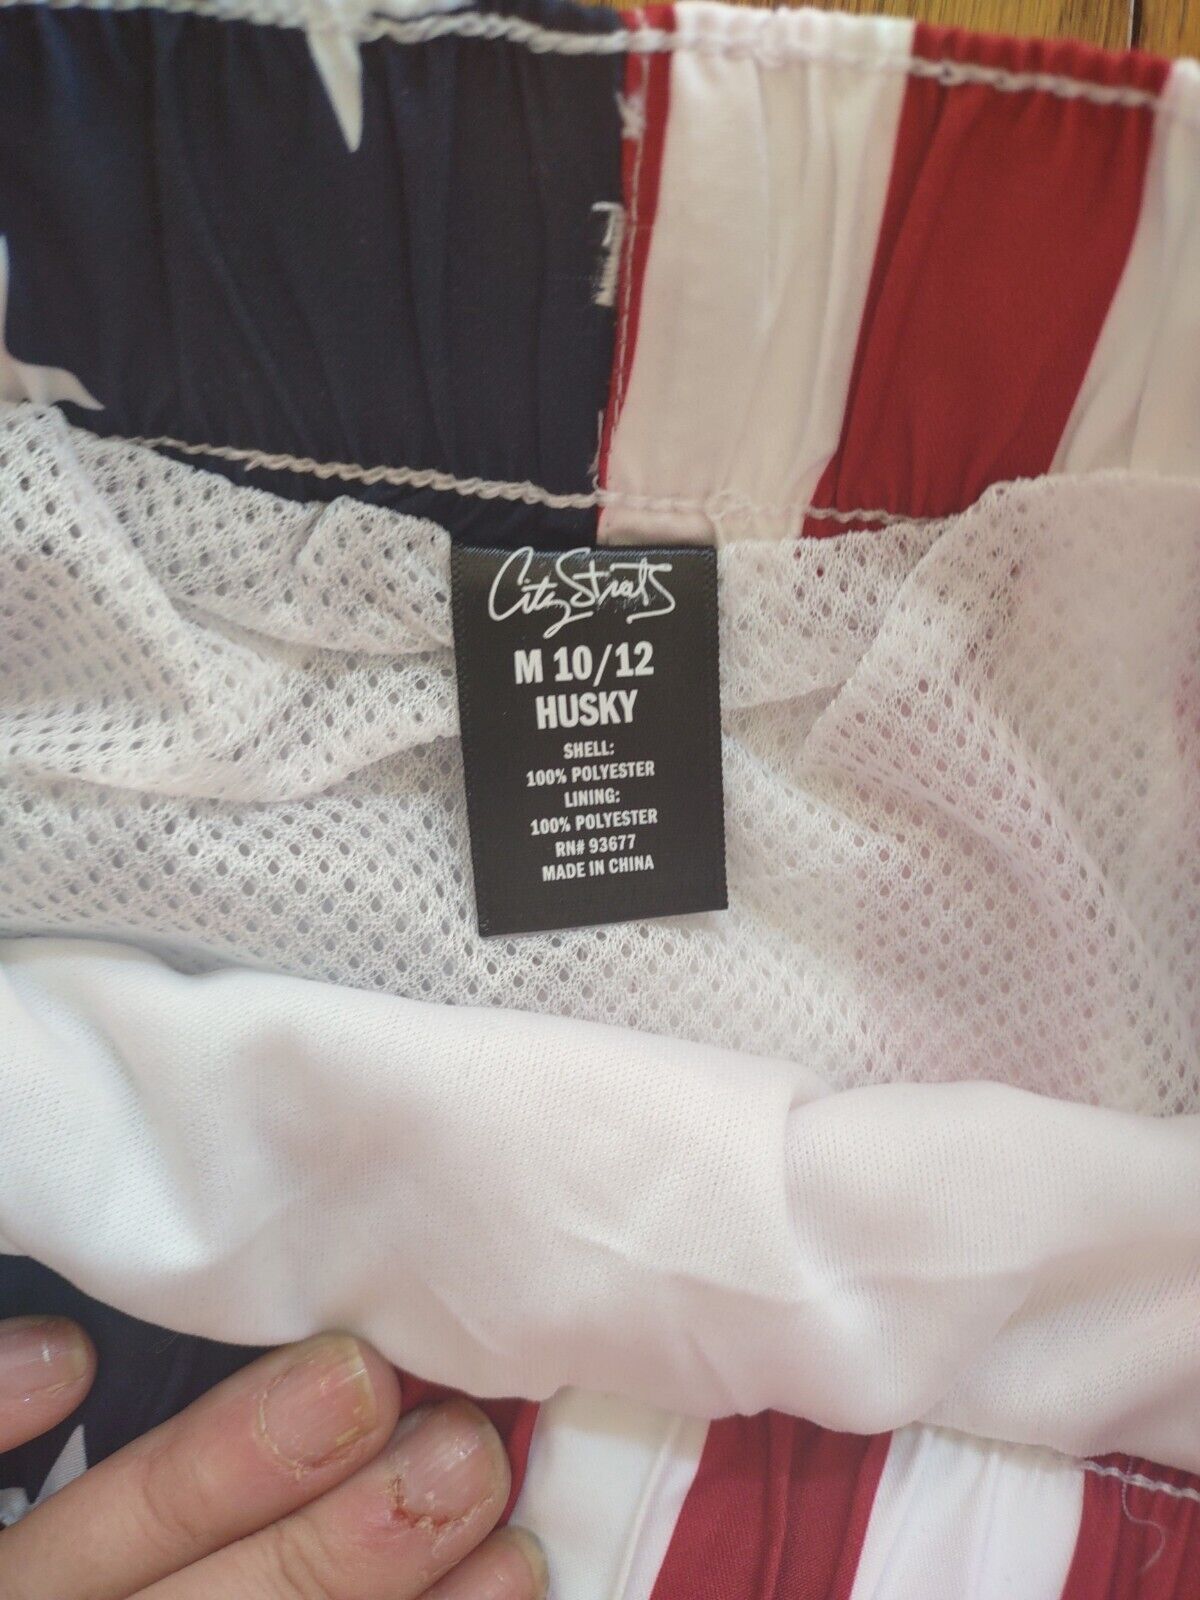 City Streets
M 10/12
HUSKY
SHELL:
100% POLYESTER
LINING:
100% POLYESTER
RN# 93677
MADE IN CHINA